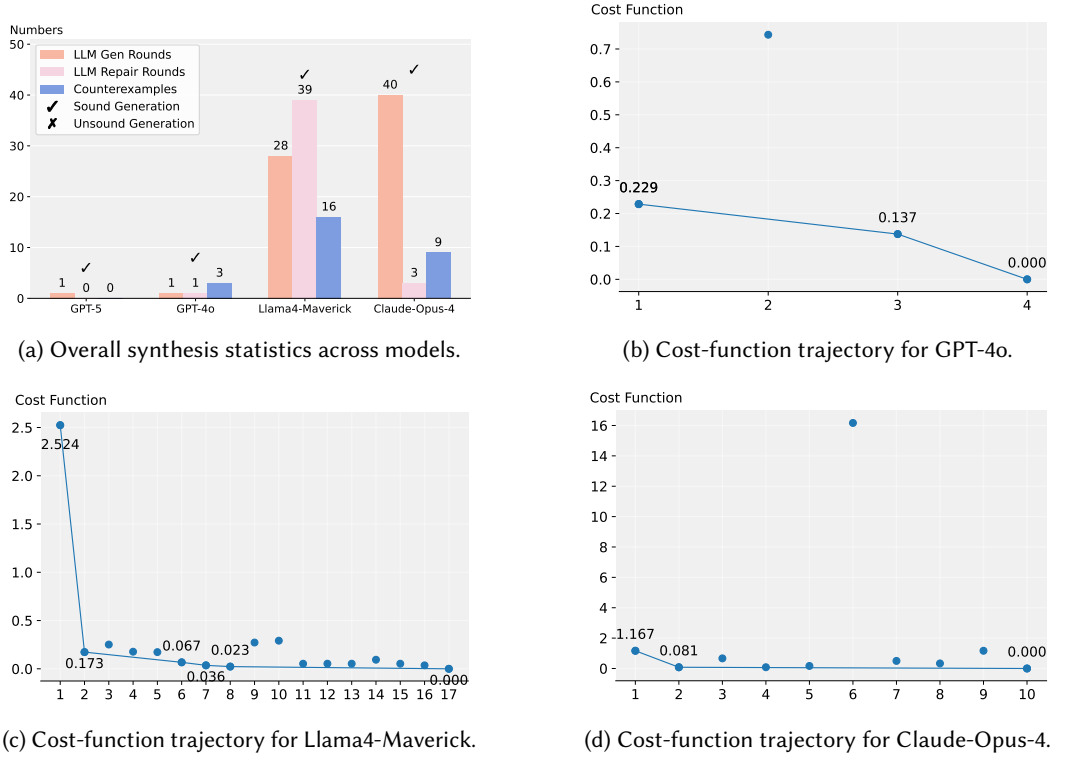 Numbers
50
40
30
20
10
0
LLM Gen Rounds
LLM Repair Rounds
Counterexamples
✓ Sound Generation
✗ Unsound Generation
1 0 0
✓
1 1 3
✓
28 39 16
✓
40 3 9
✓
GPT-5 GPT-4o Llama4-Maverick Claude-Opus-4
(a) Overall synthesis statistics across models.
Cost Function
0.7
0.6
0.5
0.4
0.3
0.2
0.1
0.0
0.229
0.137
0.000
1 2 3 4
(b) Cost-function trajectory for GPT-4o.
Cost Function
2.5
2.0
1.5
1.0
0.5
0.0
2.524
0.173
0.067
0.036
0.023
0.000
1 2 3 4 5 6 7 8 9 10 11 12 13 14 15 16 17
(c) Cost-function trajectory for Llama4-Maverick.
Cost Function
16
14
12
10
8
6
4
2
0
1.167
0.081
0.000
1 2 3 4 5 6 7 8 9 10
(d) Cost-function trajectory for Claude-Opus-4.